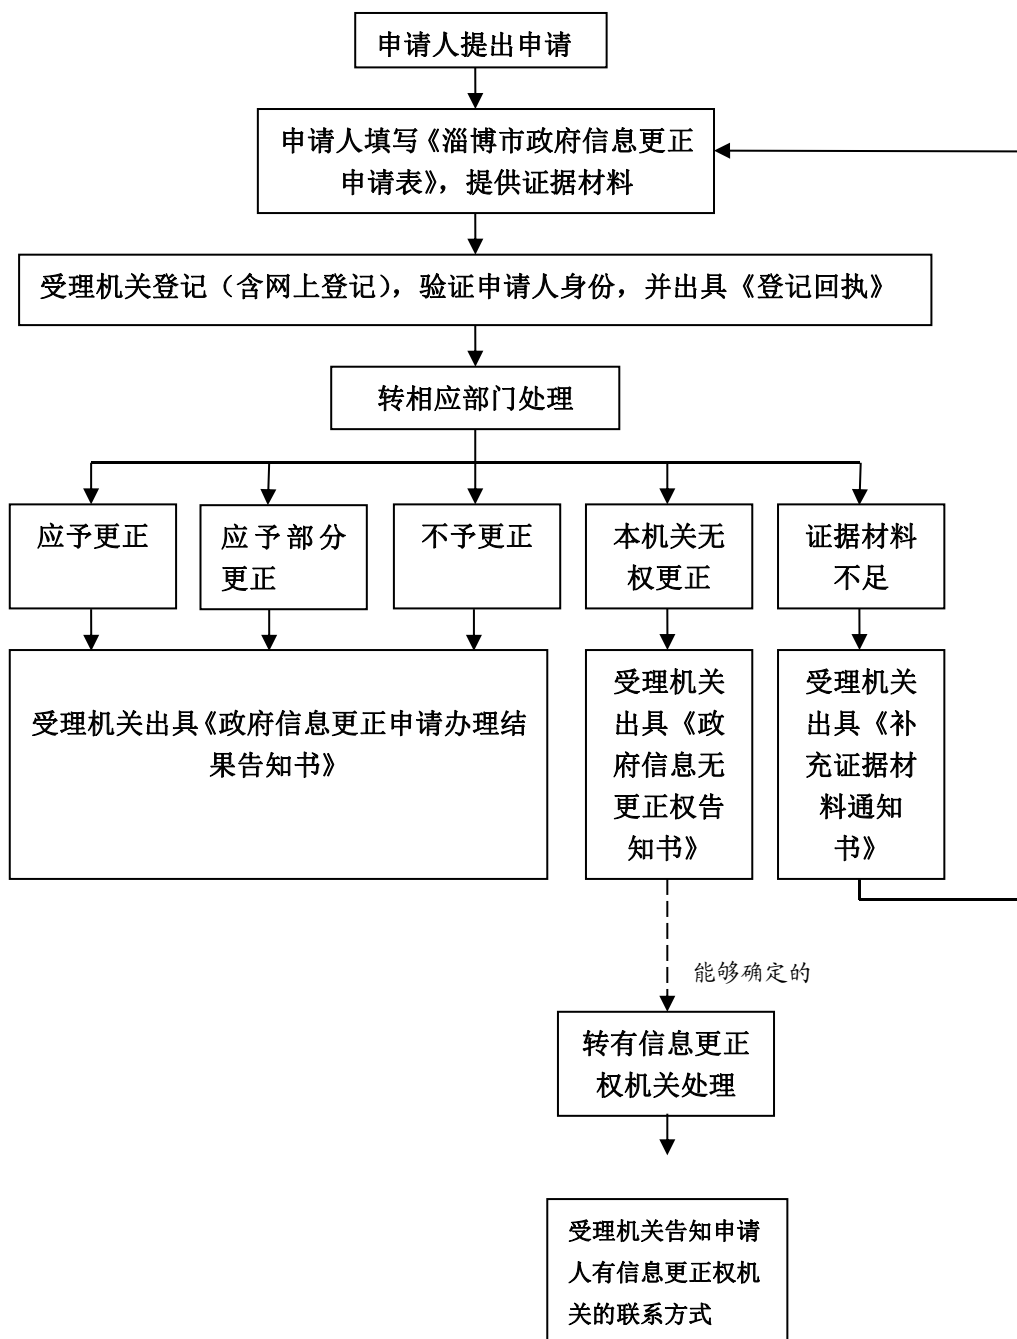 申请人提出申请
申请人填写《淄博市政府信息更正
申请表》，提供证据材料
受理机关登记（含网上登记），验证申请人身份，并出具《登记回执》
转相应部门处理
应予更正
应予部分
更正
不予更正
本机关无
权更正
证据材料
不足
受理机关出具《政府信息更正申请办理结
果告知书》
受理机关
出具《政
府信息无
更正权告
知书》
受理机关
出具《补
充证据材
料通知
书》
能够确定的
转有信息更正
权机关处理
受理机关告知申请
人有信息更正权机
关的联系方式